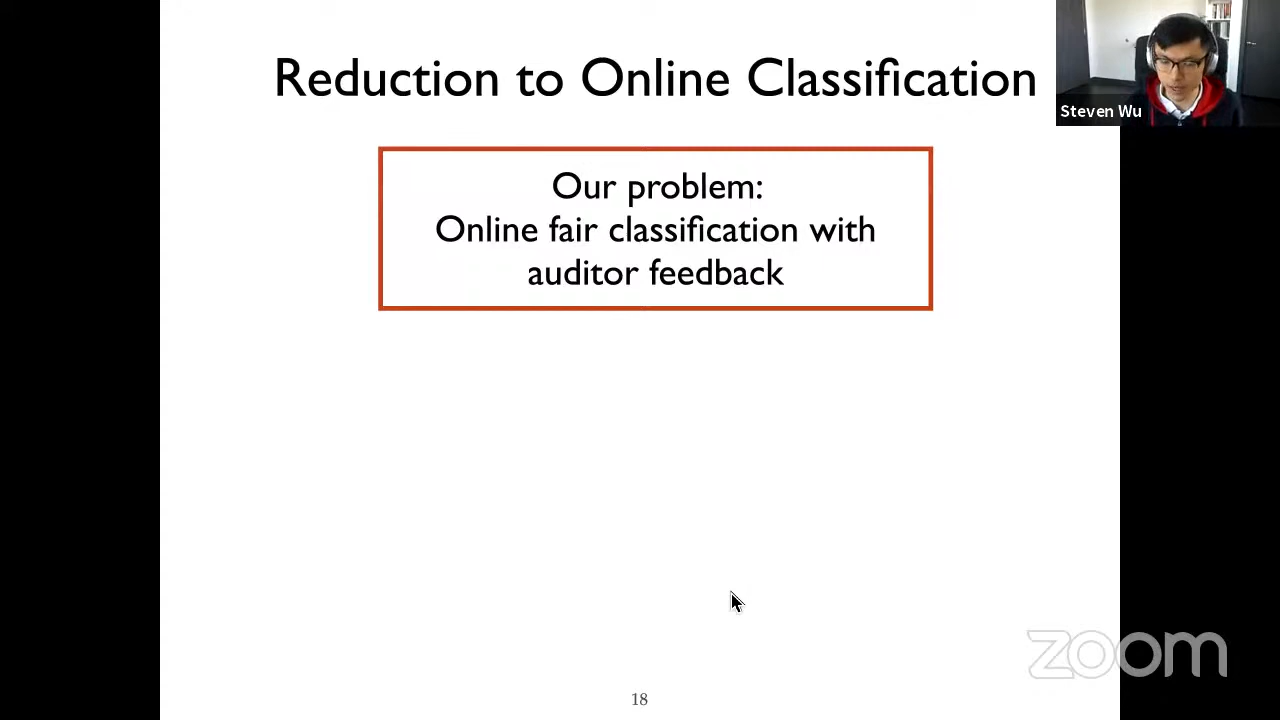 Reduction to Online Classification
Steven Wu
Our problem:
Online fair classification with
auditor feedback
zoom
18